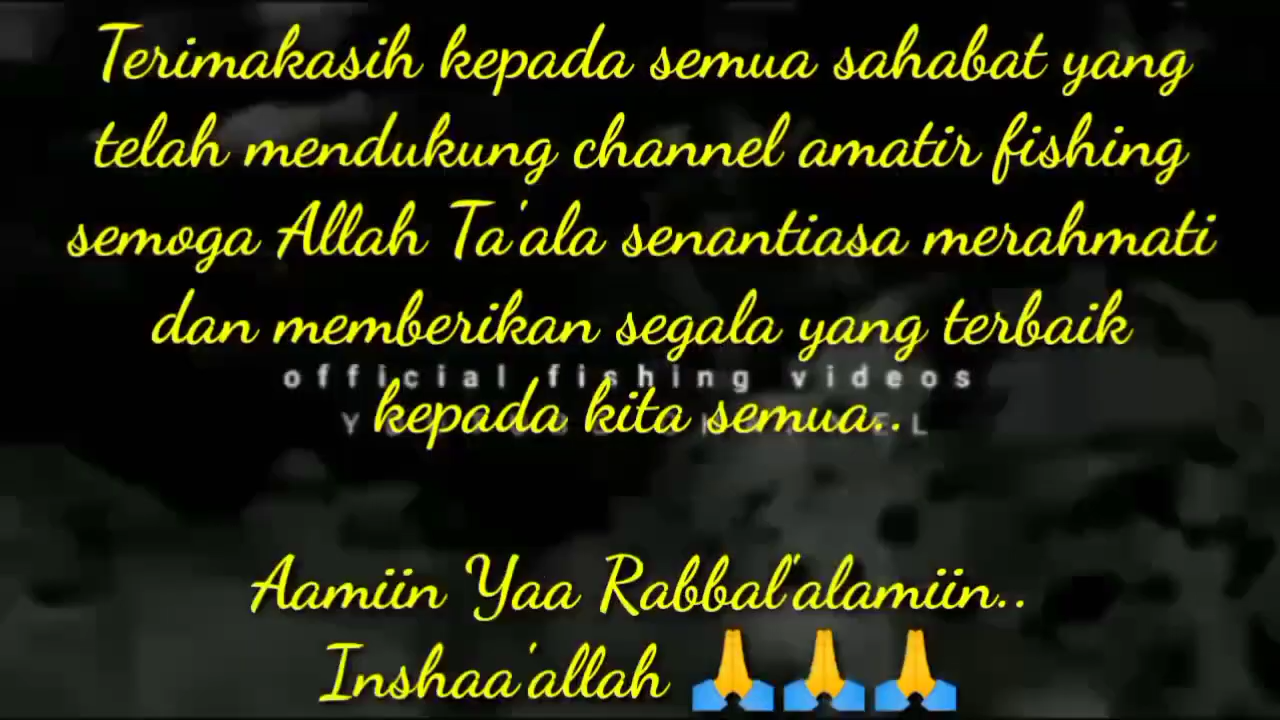 Terimakasih kepada semua sahabat yang
telah mendukung channel amatir fishing
semoga Allah Ta'ala senantiasa merahmati
dan memberikan segala yang terbaik
official fishing videos
kepada kita semua..
Aamiin Yaa Rabbal'alamiin..
Inshaa'allah 🙏🙏🙏